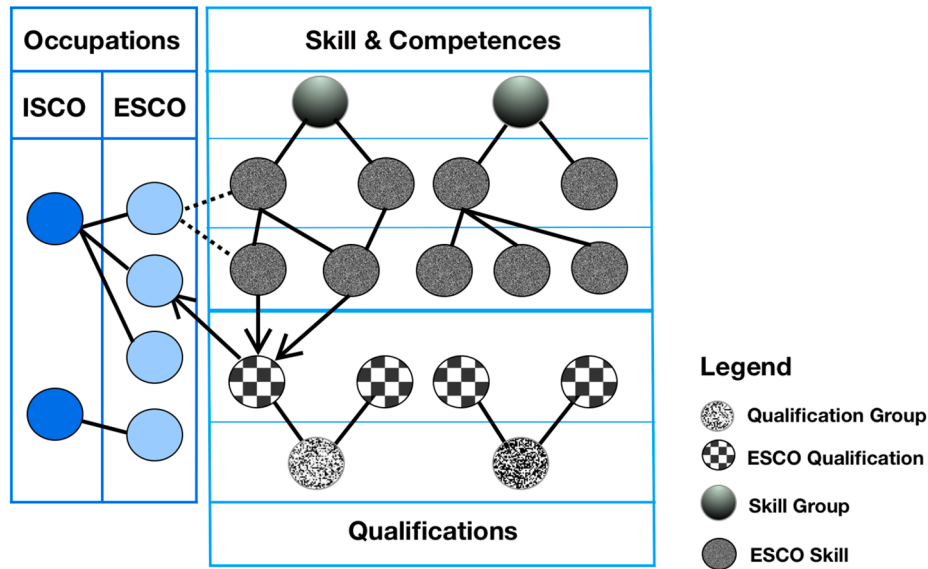 Occupations
Skill & Competences
ISCO
ESCO
Legend
Qualification Group
ESCO Qualification
Skill Group
ESCO Skill
Qualifications